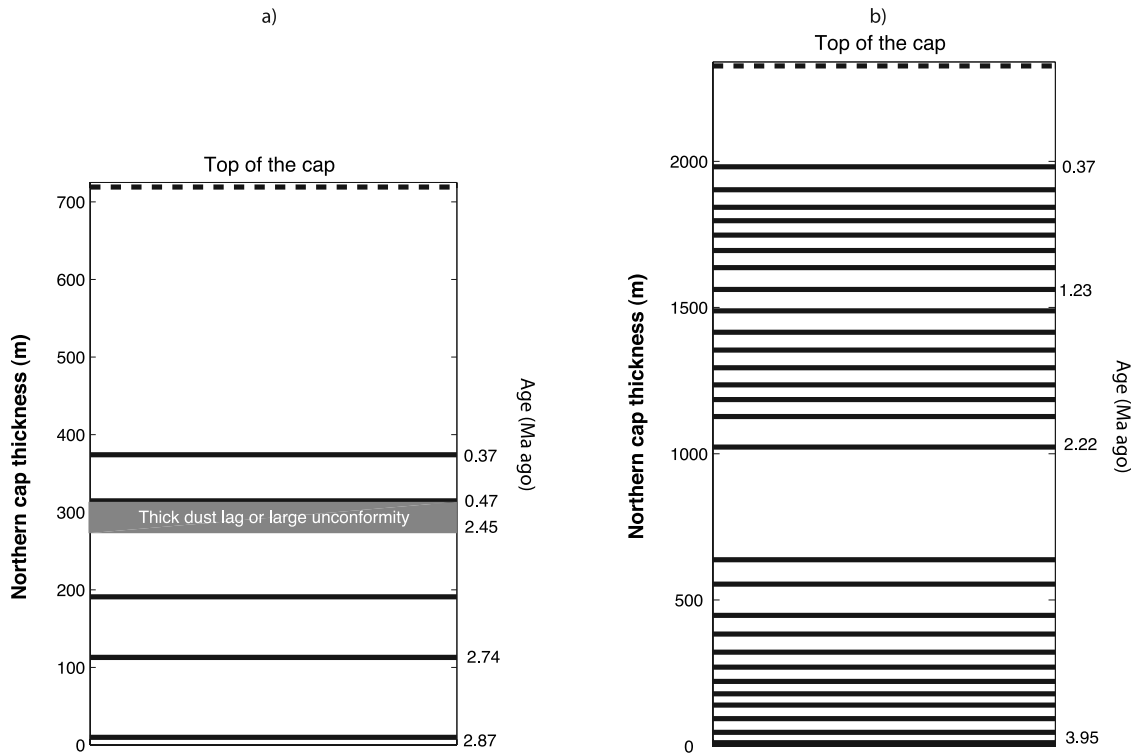 a)
Top of the cap
Northern cap thickness (m)
700
600
500
400
300
200
100
0
Thick dust lag or large unconformity
0.37
0.47
2.45
2.74
2.87
Age (Ma ago)
b)
Top of the cap
Northern cap thickness (m)
2000
1500
1000
500
0
0.37
1.23
2.22
3.95
Age (Ma ago)